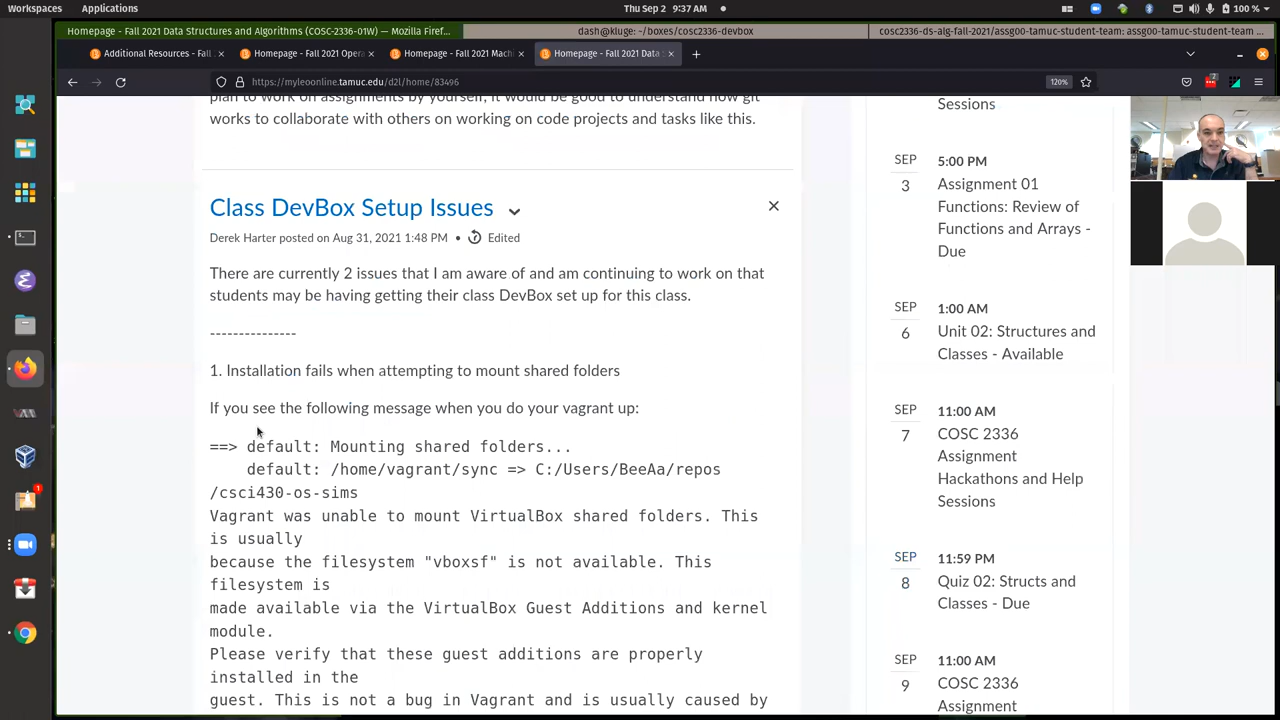 Workspaces Applications
Thu Sep 2 9:37 AM
100 %
Homepage - Fall 2021 Data Structures and Algorithms (COSC-2336-01W) — Mozilla Firef...
dash@kluge: ~/boxes/cosc2336-devbox
cosc2336-ds-alg-fall-2021/assg00-tamuc-student-team: assg00-tamuc-student-team ...
Additional Resources - Fall
Homepage - Fall 2021 Opera
Homepage - Fall 2021 Machi
Homepage - Fall 2021 Data
https://myleoonline.tamuc.edu/d2l/home/83496
120%
plan to work on assignments by yourself, it would be good to understand how git
works to collaborate with others on working on code projects and tasks like this.
Class DevBox Setup Issues
Derek Harter posted on Aug 31, 2021 1:48 PM • Edited
There are currently 2 issues that I am aware of and am continuing to work on that
students may be having getting their class DevBox set up for this class.
---------------
1. Installation fails when attempting to mount shared folders
If you see the following message when you do your vagrant up:
==> default: Mounting shared folders...
default: /home/vagrant/sync => C:/Users/BeeAa/repos
/csci430-os-sims
Vagrant was unable to mount VirtualBox shared folders. This
is usually
because the filesystem "vboxsf" is not available. This
filesystem is
made available via the VirtualBox Guest Additions and kernel
module.
Please verify that these guest additions are properly
installed in the
guest. This is not a bug in Vagrant and is usually caused by
Sessions
SEP
3
5:00 PM
Assignment 01
Functions: Review of
Functions and Arrays -
Due
SEP
6
1:00 AM
Unit 02: Structures and
Classes - Available
SEP
7
11:00 AM
COSC 2336
Assignment
Hackathons and Help
Sessions
SEP
8
11:59 PM
Quiz 02: Structs and
Classes - Due
SEP
9
11:00 AM
COSC 2336
Assignment